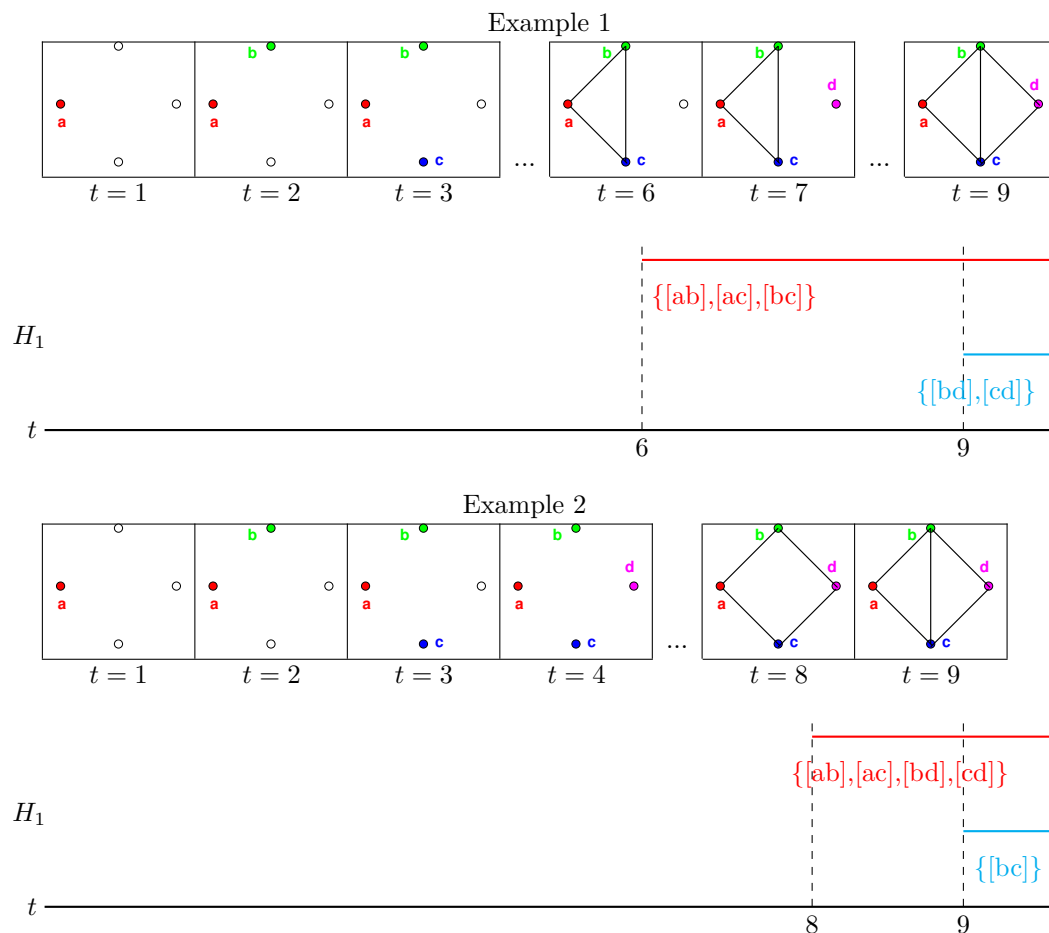 Example 1
b b b b b
d d
a a a a a a
c c c c
... ...
t = 1 t = 2 t = 3 t = 6 t = 7 t = 9
{[ab],[ac],[bc]}
H1
{[bd],[cd]}
t
6 9
Example 2
b b b b b
d d d
a a a a a a
c c c c
...
t = 1 t = 2 t = 3 t = 4 t = 8 t = 9
{[ab],[ac],[bd],[cd]}
H1
{[bc]}
t
8 9